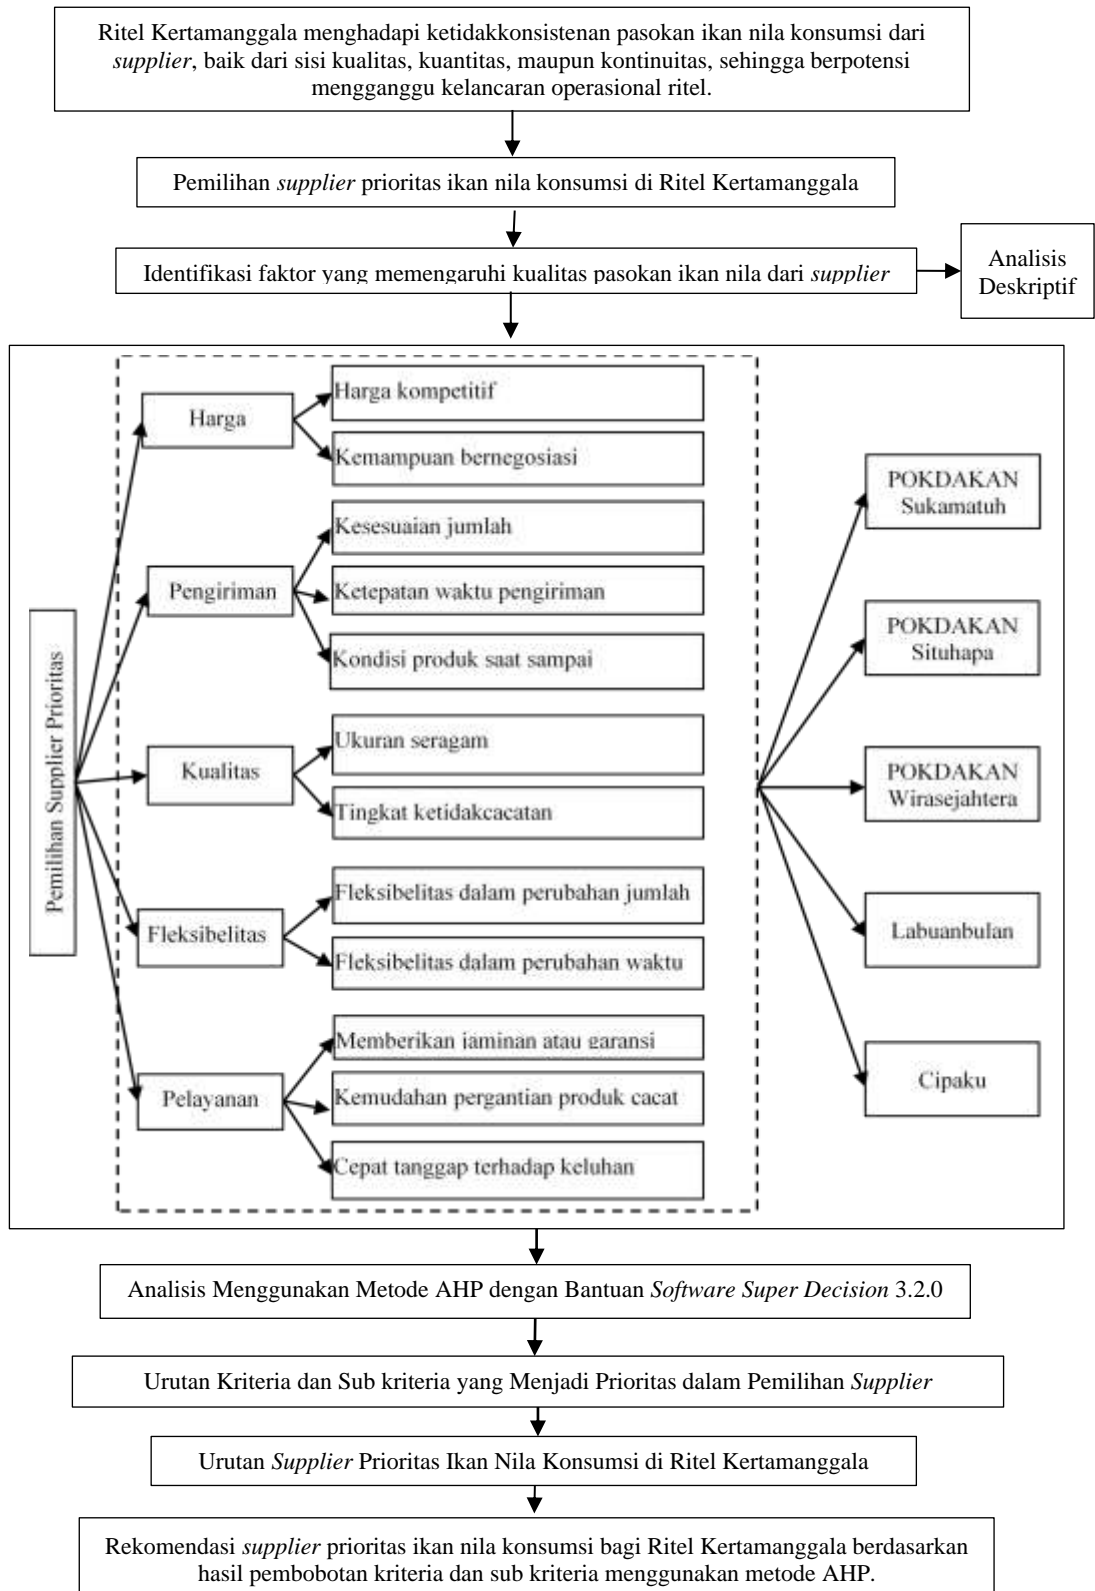 Ritel Kertamanggala menghadapi ketidakkonsistenan pasokan ikan nila konsumsi dari
supplier, baik dari sisi kualitas, kuantitas, maupun kontinuitas, sehingga berpotensi
mengganggu kelancaran operasional ritel.
Pemilihan supplier prioritas ikan nila konsumsi di Ritel Kertamanggala
Identifikasi faktor yang memengaruhi kualitas pasokan ikan nila dari supplier
Analisis
Deskriptif
Pemilihan Supplier Prioritas
Harga
Harga kompetitif
Kemampuan bernegosiasi
Pengiriman
Kesesuaian jumlah
Ketepatan waktu pengiriman
Kondisi produk saat sampai
Kualitas
Ukuran seragam
Tingkat ketidakcacatan
Fleksibelitas
Fleksibelitas dalam perubahan jumlah
Fleksibelitas dalam perubahan waktu
Pelayanan
Memberikan jaminan atau garansi
Kemudahan pergantian produk cacat
Cepat tanggap terhadap keluhan
POKDAKAN
Sukamatuh
POKDAKAN
Situhapa
POKDAKAN
Wirasejahtera
Labuanbulan
Cipaku
Analisis Menggunakan Metode AHP dengan Bantuan Software Super Decision 3.2.0
Urutan Kriteria dan Sub kriteria yang Menjadi Prioritas dalam Pemilihan Supplier
Urutan Supplier Prioritas Ikan Nila Konsumsi di Ritel Kertamanggala
Rekomendasi supplier prioritas ikan nila konsumsi bagi Ritel Kertamanggala berdasarkan
hasil pembobotan kriteria dan sub kriteria menggunakan metode AHP.